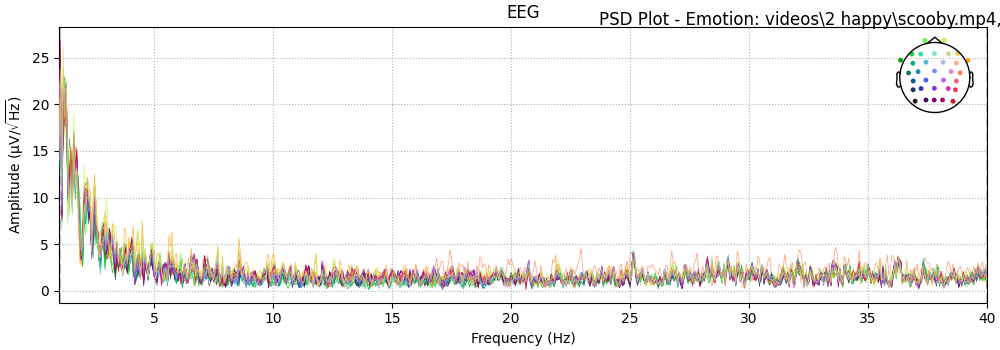 EEG
PSD Plot - Emotion: videos\2 happy\scooby.mp4,
Amplitude (µV/√Hz)
25
20
15
10
5
0
5 10 15 20 25 30 35 40
Frequency (Hz)